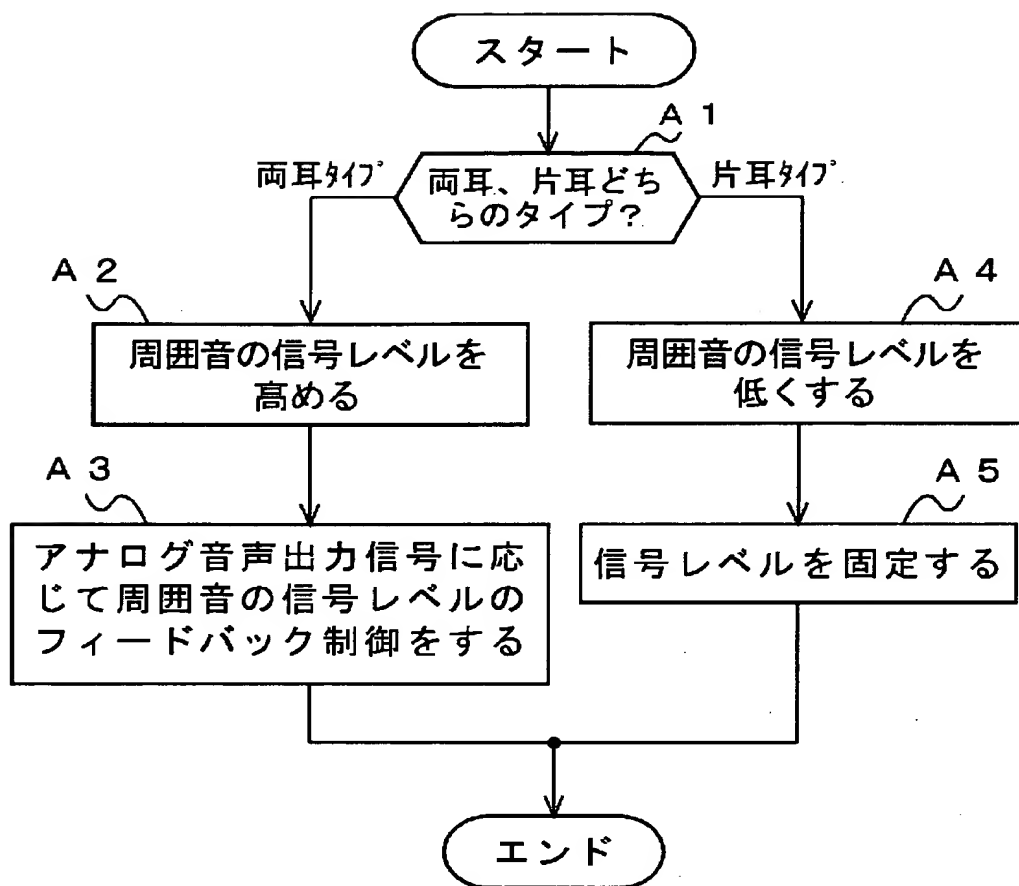 スタート
A 1
両耳タイプ
両耳、片耳どち
らのタイプ？
片耳タイプ
A 2
周囲音の信号レベルを
高める
A 4
周囲音の信号レベルを
低くする
A 3
アナログ音声出力信号に応
じて周囲音の信号レベルの
フィードバック制御をする
A 5
信号レベルを固定する
エンド